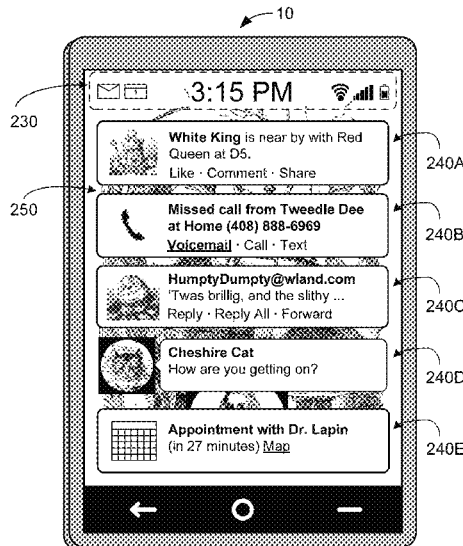 10
230
3:15 PM
White King is near by with Red
Queen at D5.
Like · Comment · Share
240A
250
Missed call from Tweedle Dee
at Home (408) 888-6969
Voicemail · Call · Text
240B
HumptyDumpty@wland.com
'Twas brillig, and the slithy ...
Reply · Reply All · Forward
240C
Cheshire Cat
How are you getting on?
240D
Appointment with Dr. Lapin
(in 27 minutes) Map
240E